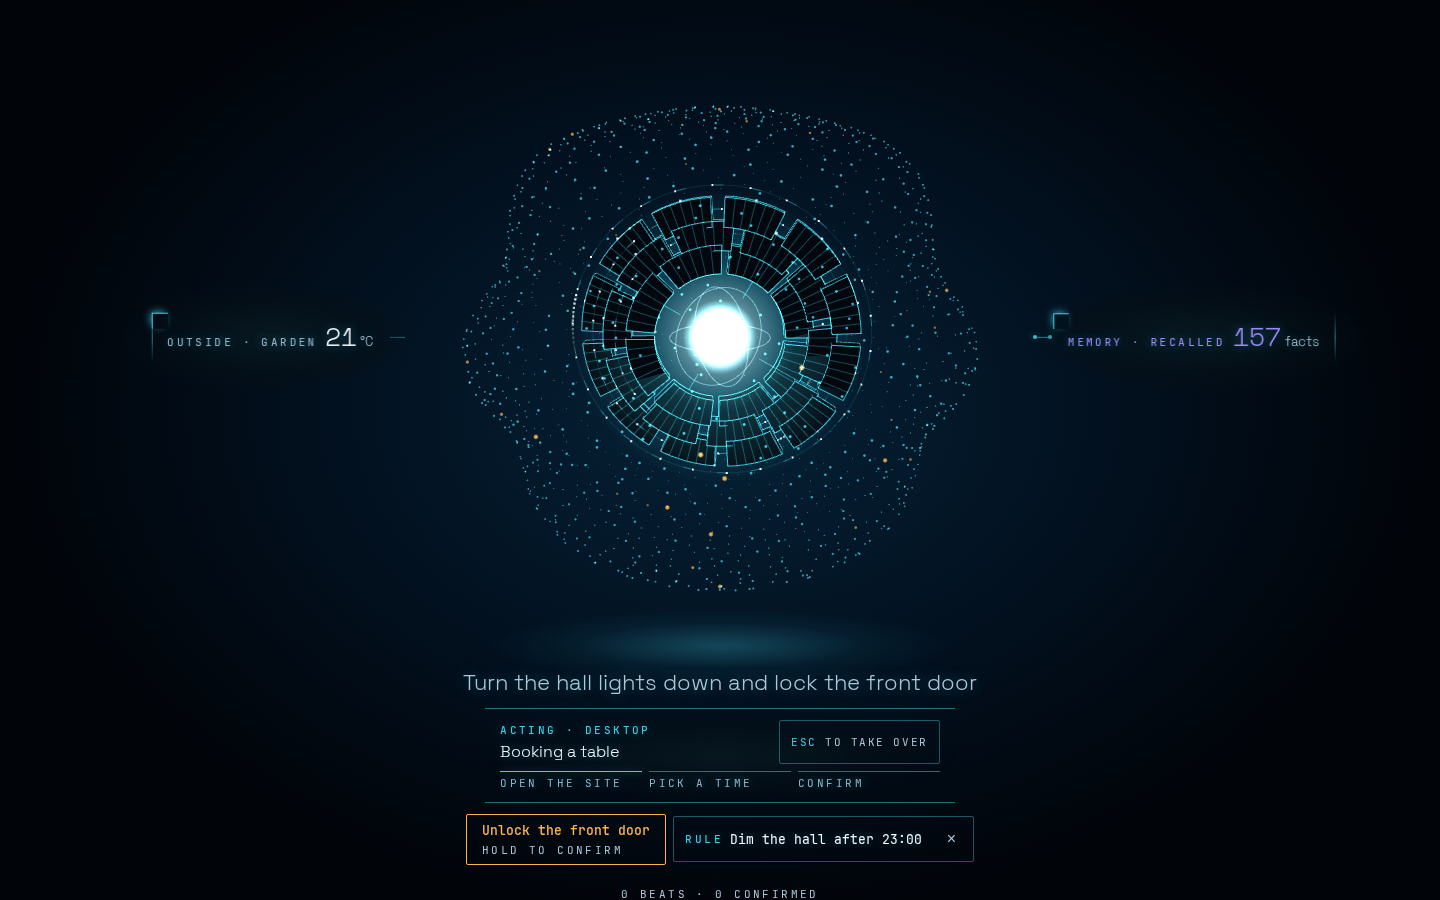 OUTSIDE · GARDEN 21 °C
MEMORY · RECALLED 157 facts
Turn the hall lights down and lock the front door
ACTING · DESKTOP
Booking a table
ESC TO TAKE OVER
OPEN THE SITE PICK A TIME CONFIRM
Unlock the front door
HOLD TO CONFIRM
RULE Dim the hall after 23:00 ×
0 BEATS · 0 CONFIRMED